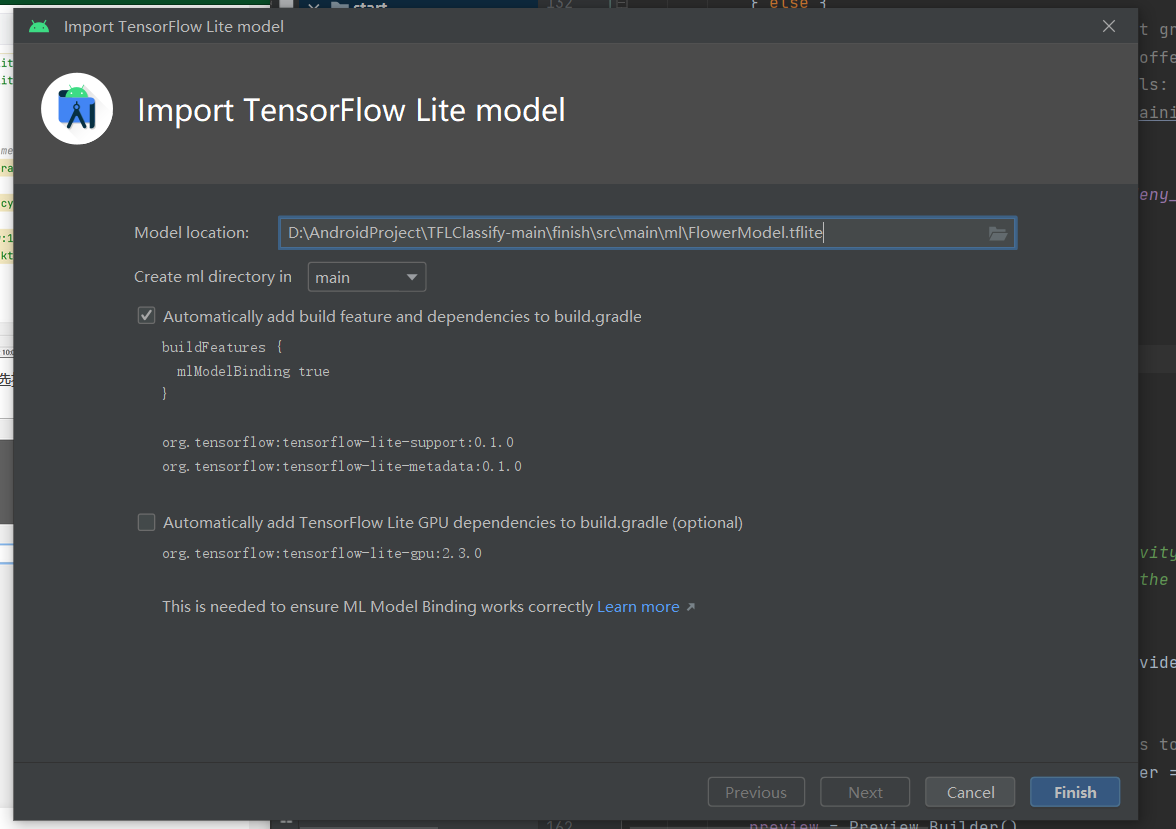 Import TensorFlow Lite model
Import TensorFlow Lite model
Model location: D:\AndroidProject\TFLClassify-main\finish\src\main\ml\FlowerModel.tflite
Create ml directory in main
Automatically add build feature and dependencies to build.gradle
buildFeatures {
mlModelBinding true
}
org.tensorflow:tensorflow-lite-support:0.1.0
org.tensorflow:tensorflow-lite-metadata:0.1.0
Automatically add TensorFlow Lite GPU dependencies to build.gradle (optional)
org.tensorflow:tensorflow-lite-gpu:2.3.0
This is needed to ensure ML Model Binding works correctly Learn more
Previous Next Cancel Finish
162 preview = Preview.Builder()